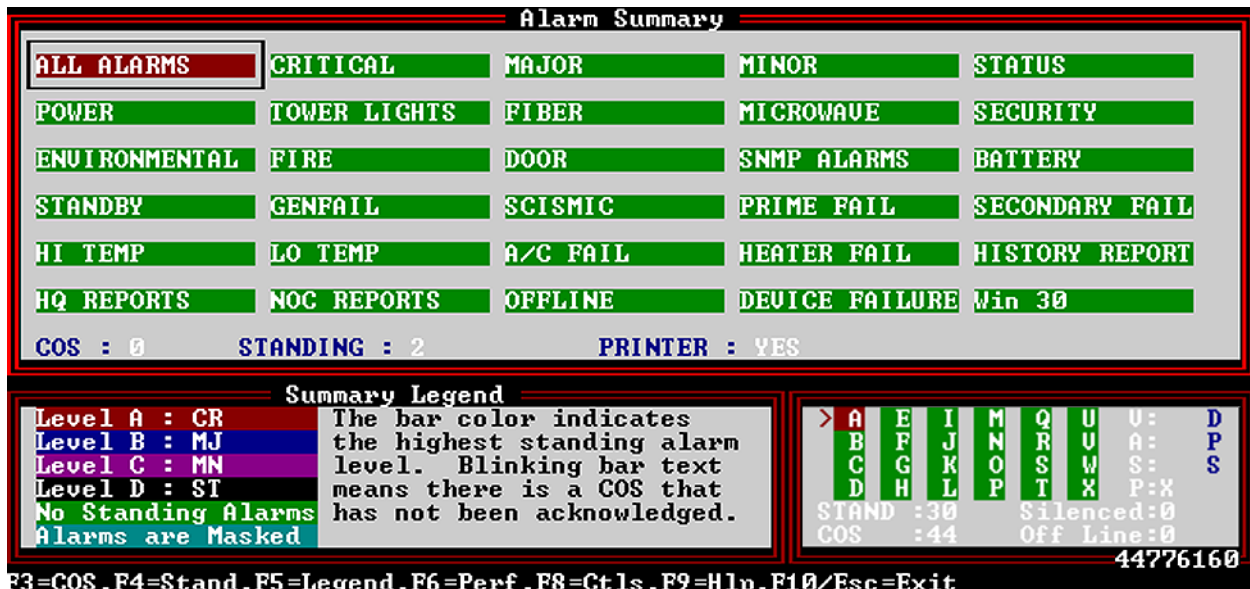 Alarm Summary
ALL ALARMS CRITICAL MAJOR MINOR STATUS
POWER TOWER LIGHTS FIBER MICROWAVE SECURITY
ENVIRONMENTAL FIRE DOOR SNMP ALARMS BATTERY
STANDBY GENFAIL SCISMIC PRIME FAIL SECONDARY FAIL
HI TEMP LO TEMP A/C FAIL HEATER FAIL HISTORY REPORT
HQ REPORTS NOC REPORTS OFFLINE DEVICE FAILURE Win 30
COS : 0 STANDING : 2 PRINTER : YES
Summary Legend
Level A : CR
Level B : MJ
Level C : MN
Level D : ST
No Standing Alarms
Alarms are Masked
The bar color indicates
the highest standing alarm
level. Blinking bar text
means there is a COS that
has not been acknowledged.
>A E I M Q U V: D
B F J N R V A: P
C G K O S W S: S
D H L P T X P:X
STAND :30 Silenced:0
COS :44 Off Line:0
44776160
F3=COS,F4=Stand,F5=Legend,F6=Perf,F8=Ctls,F9=Hlp,F10/Esc=Exit